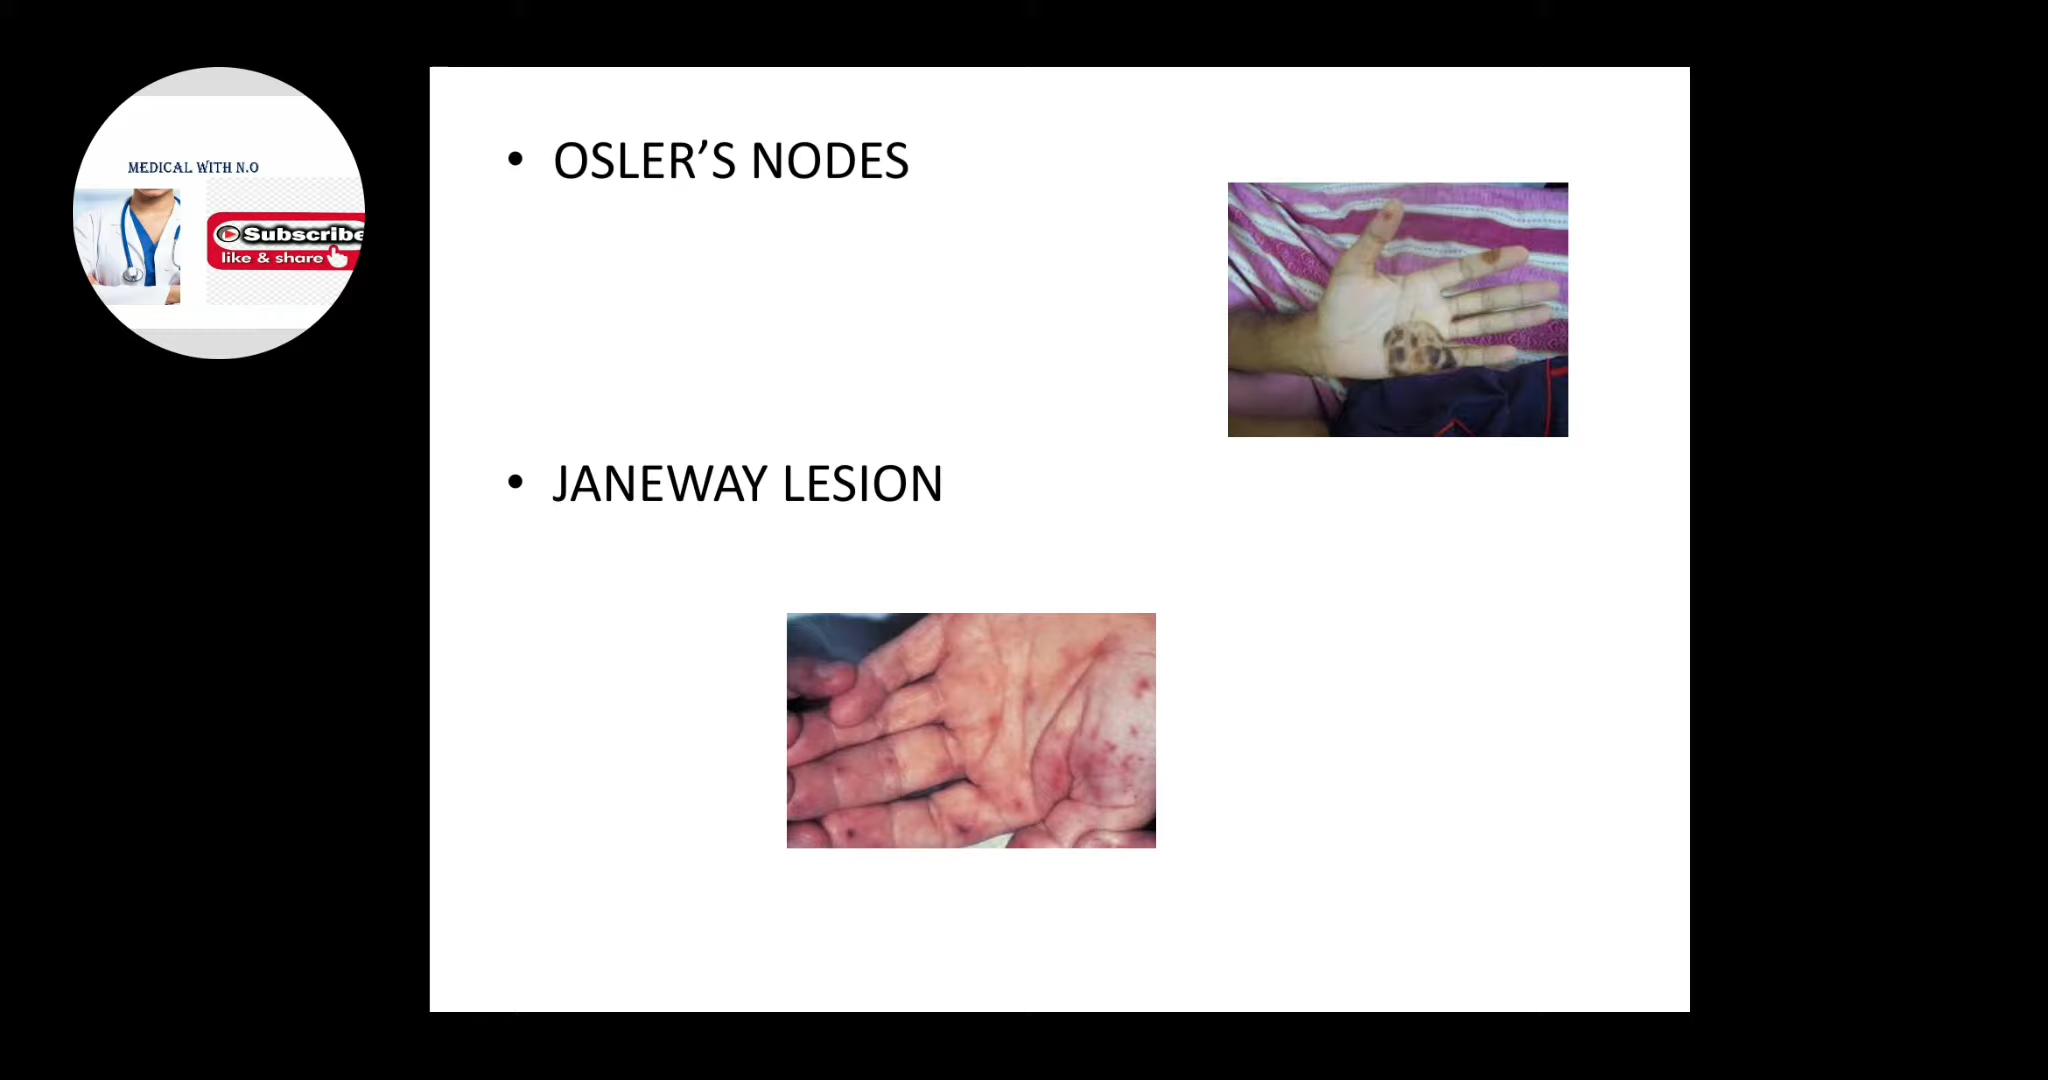 MEDICAL WITH N.O
Subscribe
like & share
• OSLER’S NODES
• JANEWAY LESION